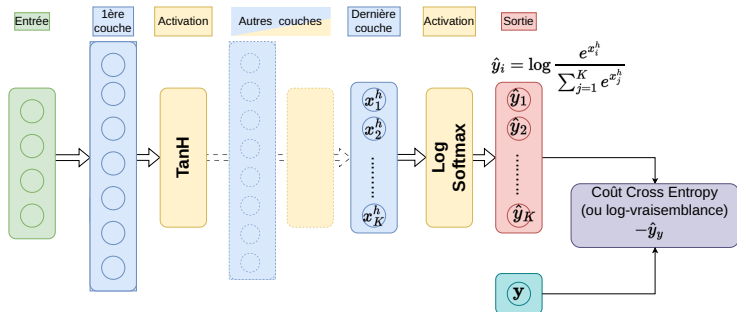 Entrée
1ère
couche
Activation
Autres couches
Dernière
couche
Activation
Sortie
ŷ_i = log e^{x_i^h} / ∑_{j=1}^{K} e^{x_j^h}
TanH
x_1^h
x_2^h
......
x_K^h
Log
Softmax
ŷ_1
ŷ_2
......
ŷ_K
Coût Cross Entropy
(ou log-vraisemblance)
−ŷ_y
y